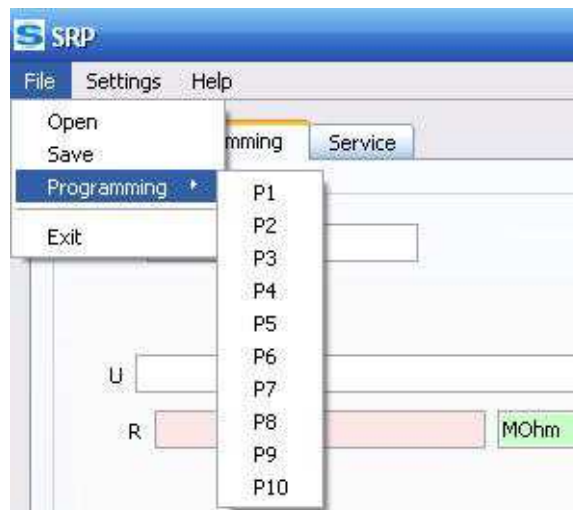 SRP
File Settings Help
Open
mming Service
Save
Programming
P1
Exit
P2
P3
P4
P5
P6
U
P7
R
P8
MOhm
P9
P10